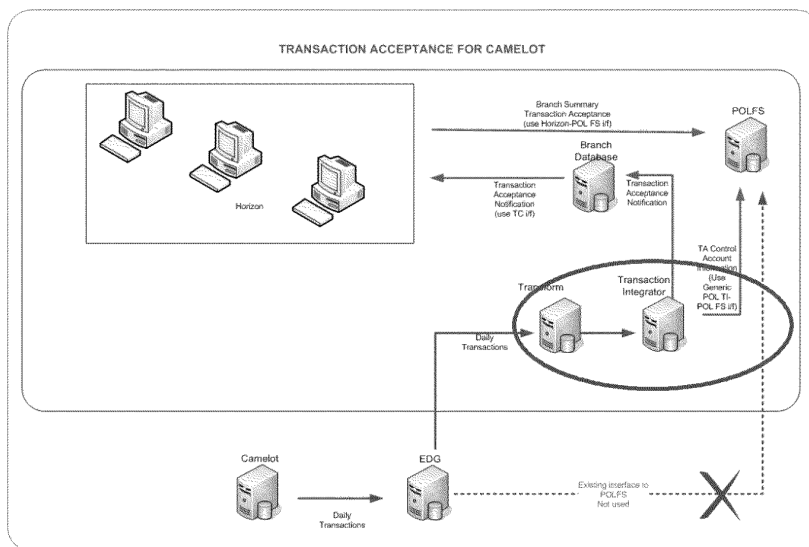 TRANSACTION ACCEPTANCE FOR CAMELOT
Branch Summary
Transaction Acceptance
(use Horizon-POL FS i/f)
POLFS
Branch
Database
Transaction
Acceptance
Notification
(use TC i/f)
Transaction
Acceptance
Notification
Horizon
TA Control
Account
Information
(Use
Generic
POL TI-
POL FS i/f)
Transform
Transaction
Integrator
Daily
Transactions
Camelot
EDG
Daily
Transactions
Existing interface to
POLFS
Not used